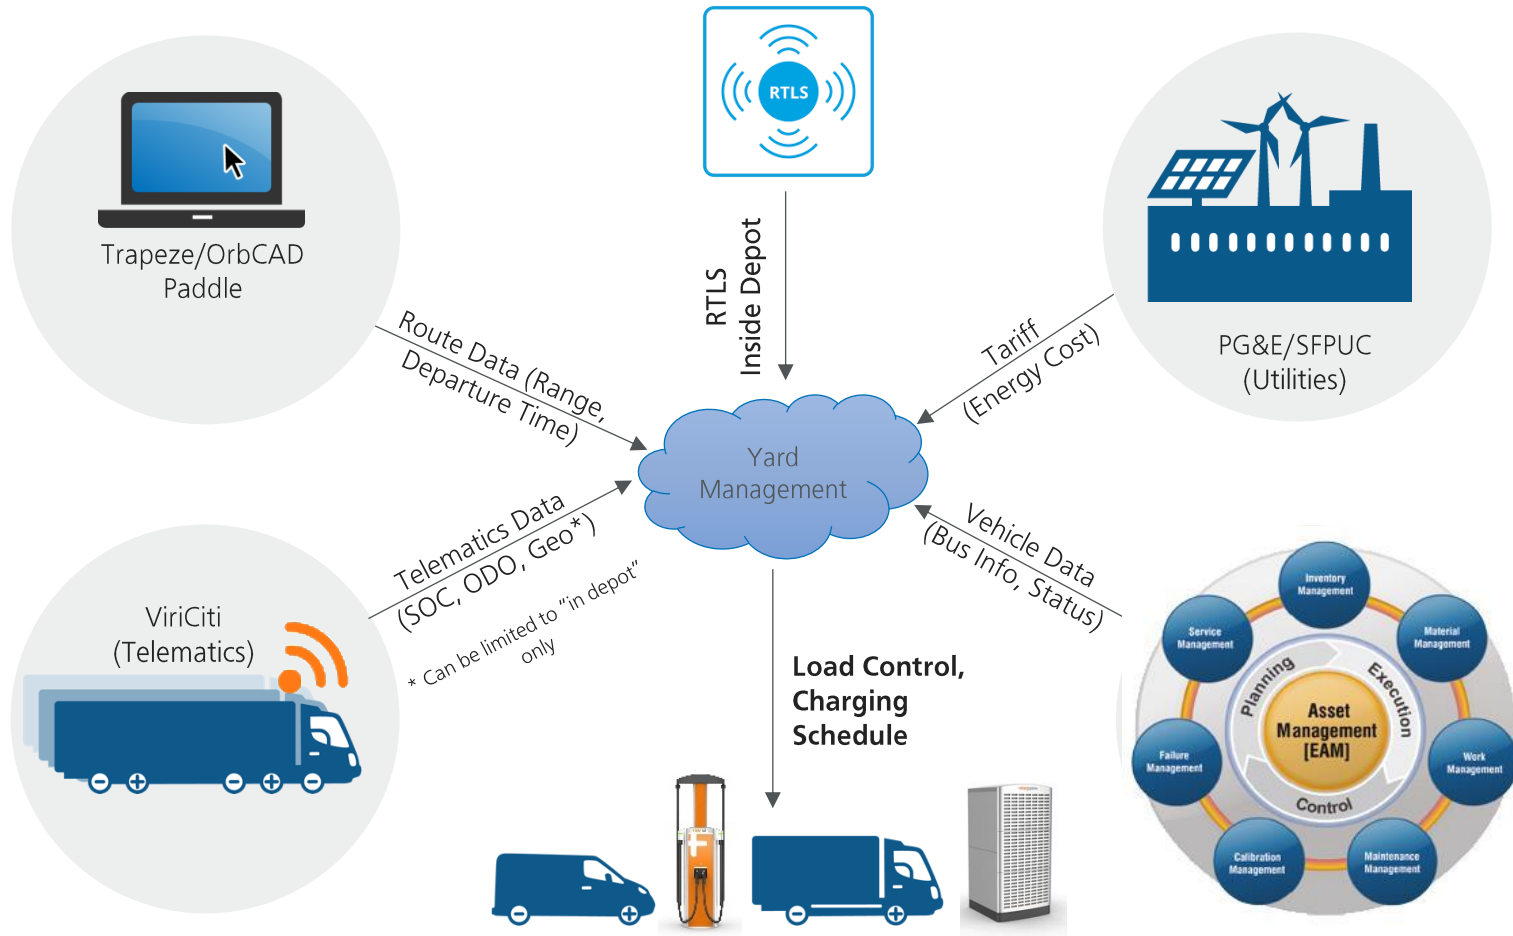 RTLS
Trapeze/OrbCAD
Paddle
RTLS
Inside Depot
PG&E/SFPUC
(Utilities)
Route Data (Range,
Departure Time)
Tariff
(Energy Cost)
Yard
Management
Telematics Data
(SOC, ODO, Geo*)
* Can be limited to "in depot"
only
Vehicle Data
(Bus Info, Status)
ViriCiti
(Telematics)
Load Control,
Charging
Schedule
Inventory
Management
Service
Management
Material
Management
Planning
Execution
Control
Asset
Management
[EAM]
Failure
Management
Work
Management
Calibration
Management
Maintenance
Management